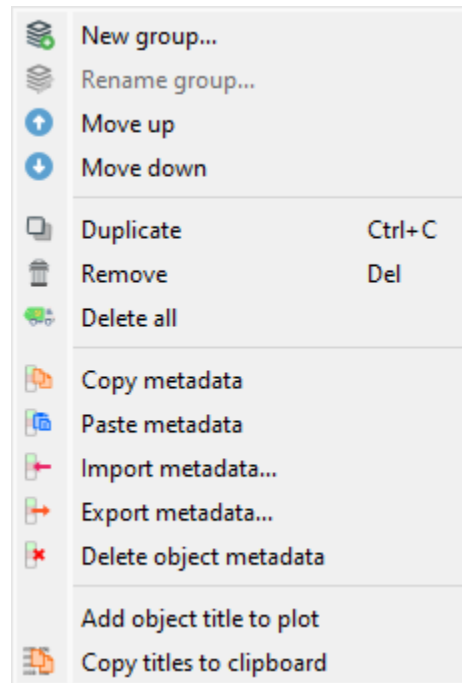 New group...
Rename group...
Move up
Move down
Duplicate Ctrl+C
Remove Del
Delete all
Copy metadata
Paste metadata
Import metadata...
Export metadata...
Delete object metadata
Add object title to plot
Copy titles to clipboard